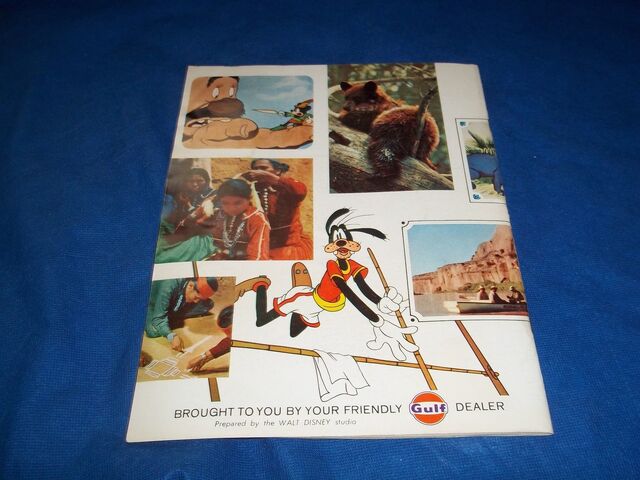 BROUGHT TO YOU BY YOUR FRIENDLY Gulf DEALER
Prepared by the WALT DISNEY studio